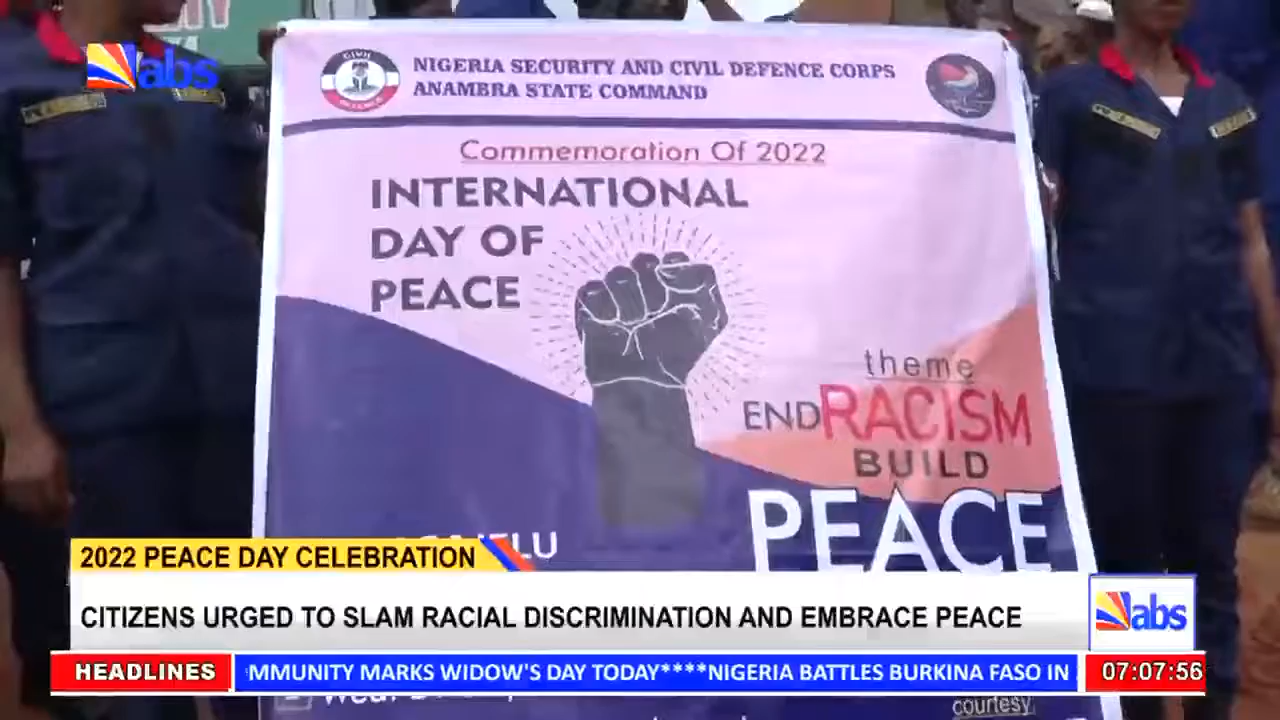 abs
NIGERIA SECURITY AND CIVIL DEFENCE CORPS
ANAMBRA STATE COMMAND
Commemoration Of 2022
INTERNATIONAL
DAY OF
PEACE
theme
END RACISM
BUILD
PEACE
2022 PEACE DAY CELEBRATION
CITIZENS URGED TO SLAM RACIAL DISCRIMINATION AND EMBRACE PEACE
abs
HEADLINES
MMUNITY MARKS WIDOW'S DAY TODAY****NIGERIA BATTLES BURKINA FASO IN
07:07:56
courtesy